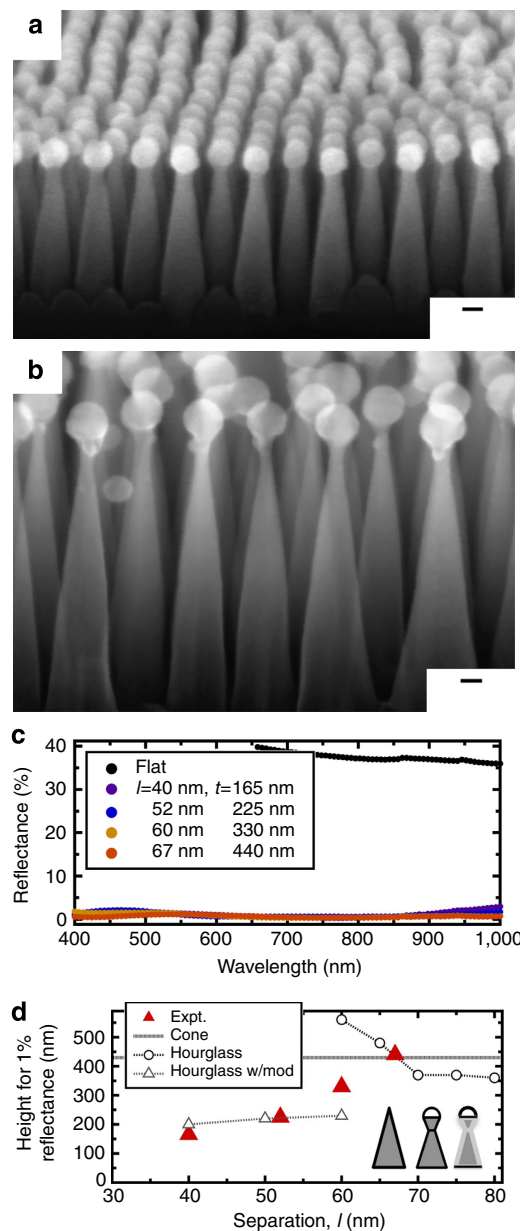 a
b
c
40
30
20
10
0
Reflectance (%)
Flat
l=40 nm, t=165 nm
52 nm 225 nm
60 nm 330 nm
67 nm 440 nm
400 500 600 700 800 900 1,000
Wavelength (nm)
d
Height for 1%
reflectance (nm)
500
400
300
200
100
0
Expt.
Cone
Hourglass
Hourglass w/mod
30 40 50 60 70 80
Separation, l (nm)